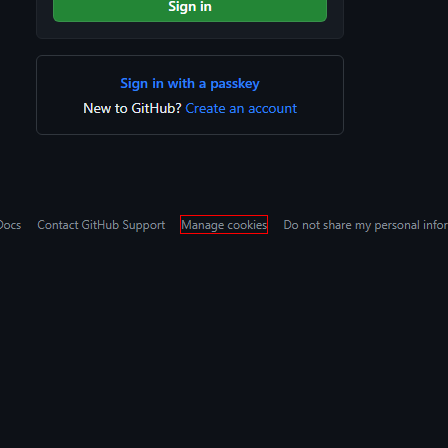 Sign in
Sign in with a passkey
New to GitHub? Create an account
Docs Contact GitHub Support Manage cookies Do not share my personal infor